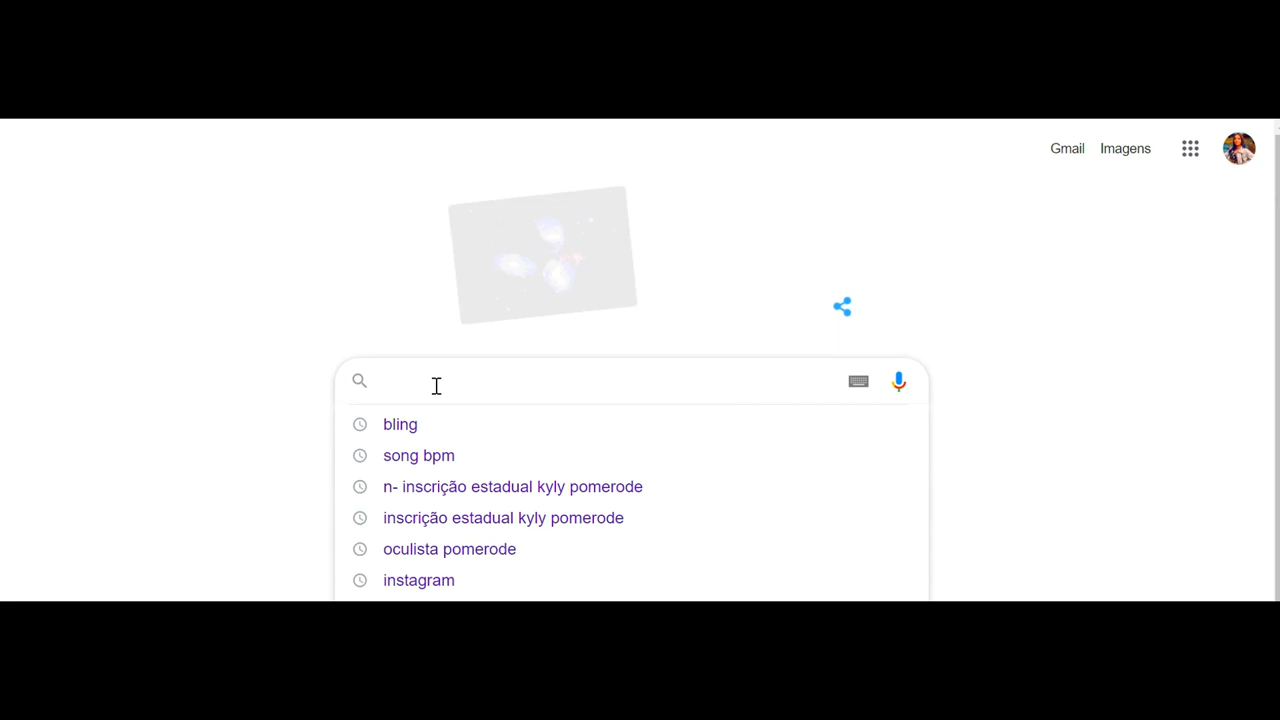 Gmail Imagens
bling
song bpm
n- inscrição estadual kyly pomerode
inscrição estadual kyly pomerode
oculista pomerode
instagram